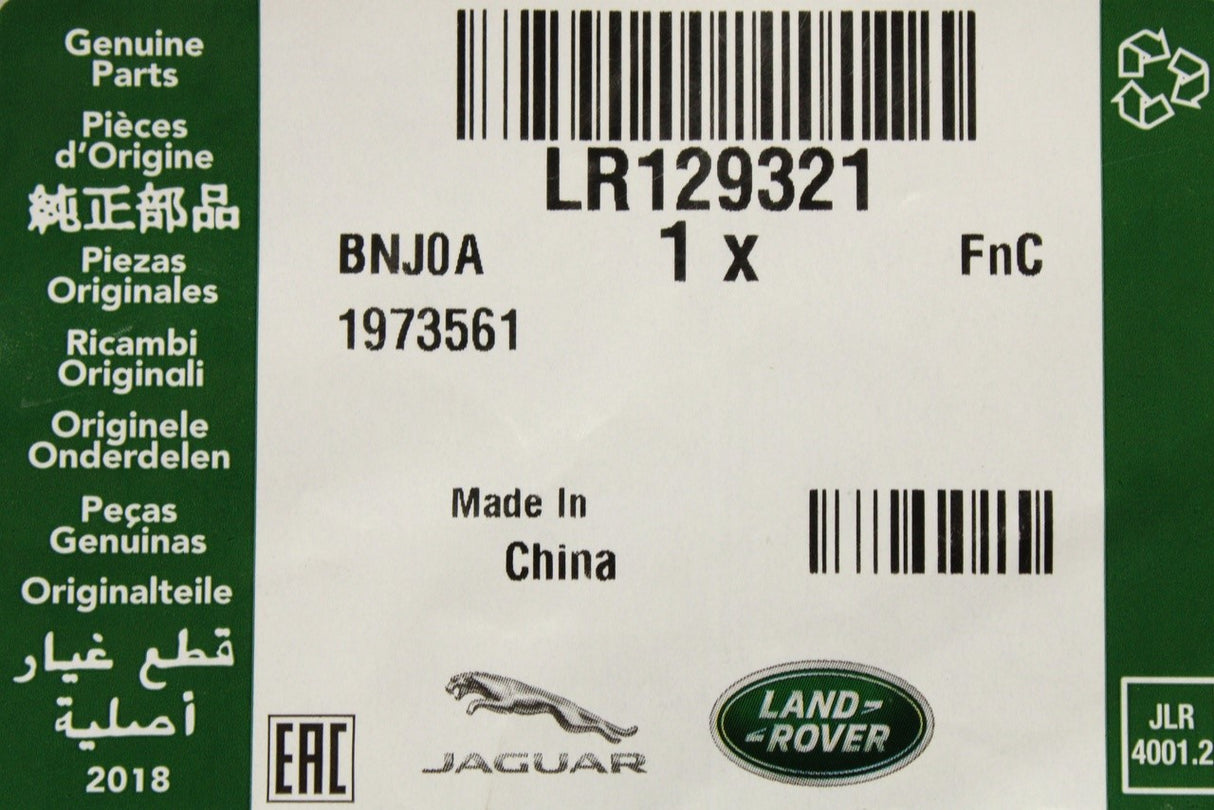 Genuine
Parts
Pièces
d'Origine
純正部品
Piezas
Originales
Ricambi
Originali
Originele
Onderdelen
Peças
Genuinas
Originalteile
قطع غيار
أصلية
2018
LR129321
BNJ0A
1 x
FnC
1973561
Made In
China
EAC
JAGUAR
LAND-
-ROVER
JLR
4001.2